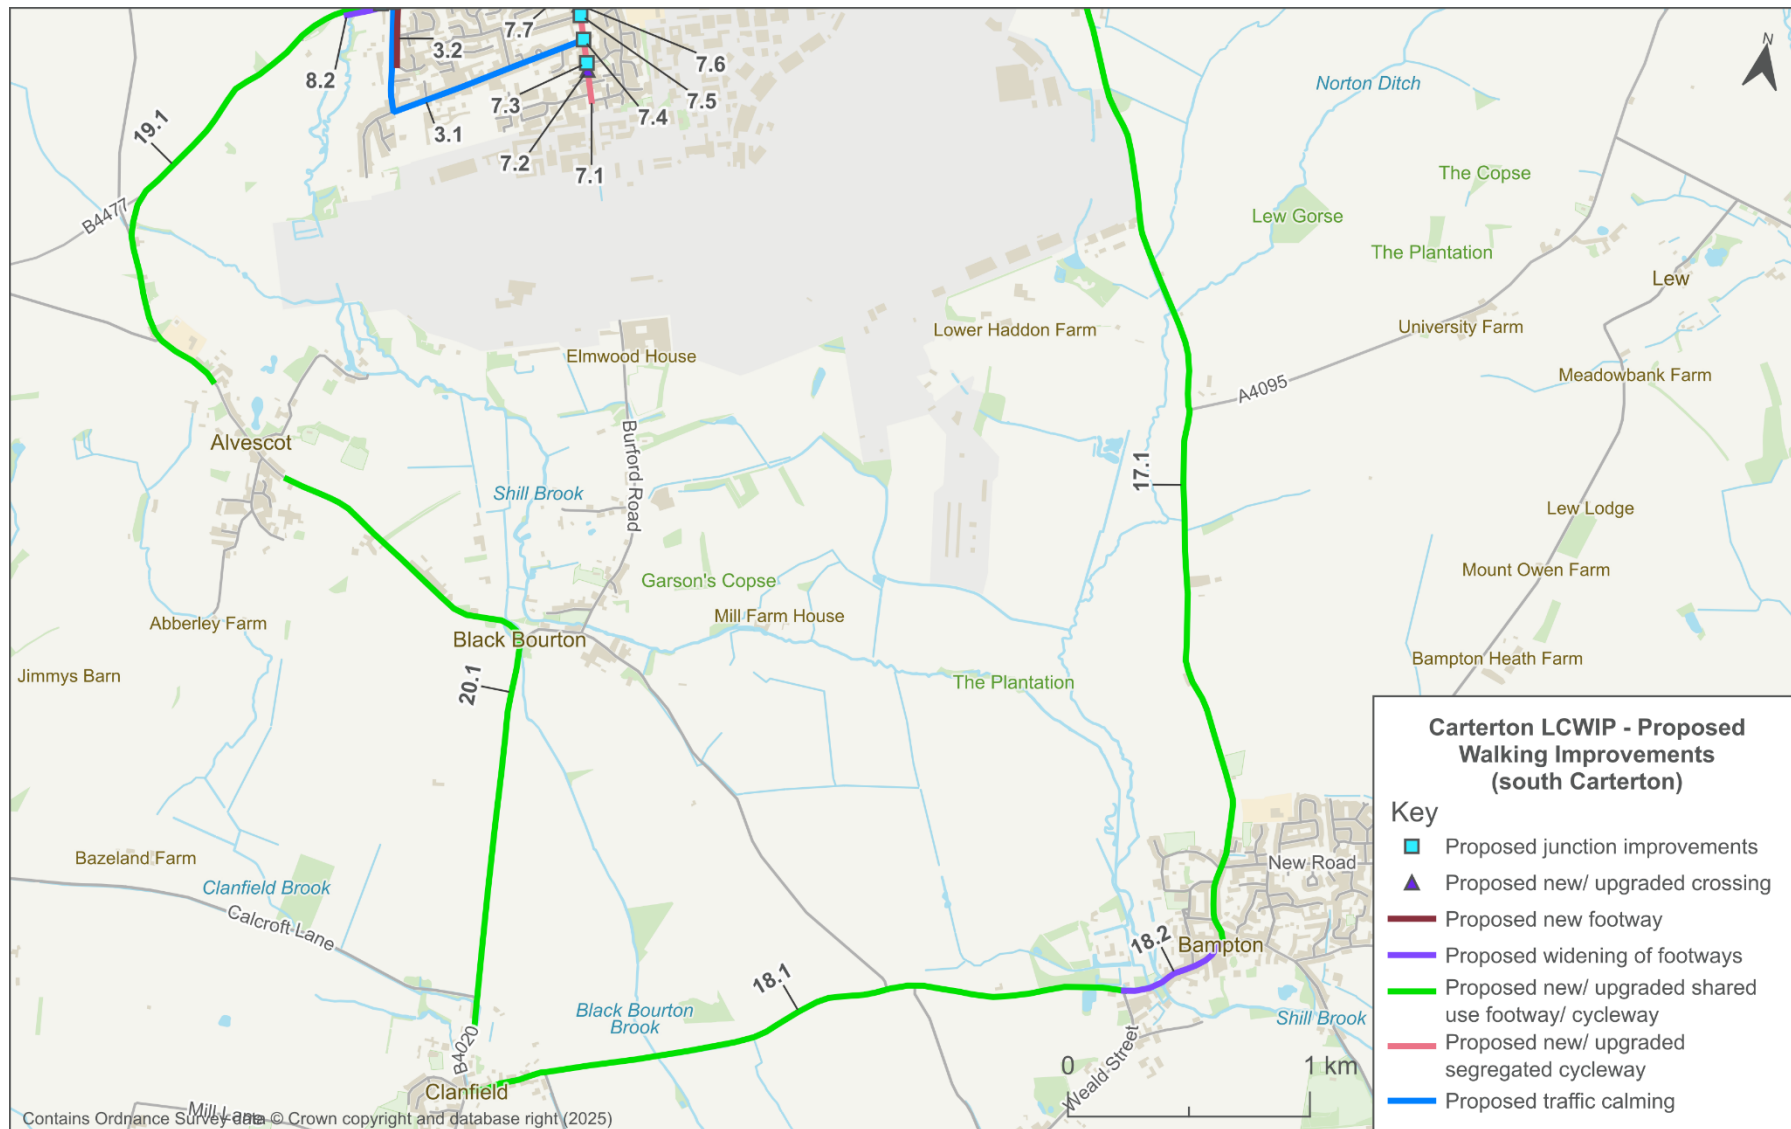 7.7
3.2
7.6
8.2
7.3
7.5
7.4
3.1
7.2
7.1
19.1
B4477
Norton Ditch
N
The Copse
Lew Gorse
The Plantation
Lew
Lower Haddon Farm
University Farm
Elmwood House
Meadowbank Farm
A4095
Alvescot
Burford Road
17.1
Shill Brook
Lew Lodge
Garson's Copse
Mount Owen Farm
Mill Farm House
Abberley Farm
Black Bourton
Bampton Heath Farm
Jimmys Barn
20.1
The Plantation
Bazeland Farm
Clanfield Brook
Calcroft Lane
New Road
18.2
Bampton
18.1
Black Bourton
Brook
Shill Brook
B4020
Weald Street
Clanfield
Mill Lane
0
1 km
Contains Ordnance Survey data © Crown copyright and database right (2025)
Carterton LCWIP - Proposed
Walking Improvements
(south Carterton)
Key
Proposed junction improvements
Proposed new/ upgraded crossing
Proposed new footway
Proposed widening of footways
Proposed new/ upgraded shared
use footway/ cycleway
Proposed new/ upgraded
segregated cycleway
Proposed traffic calming